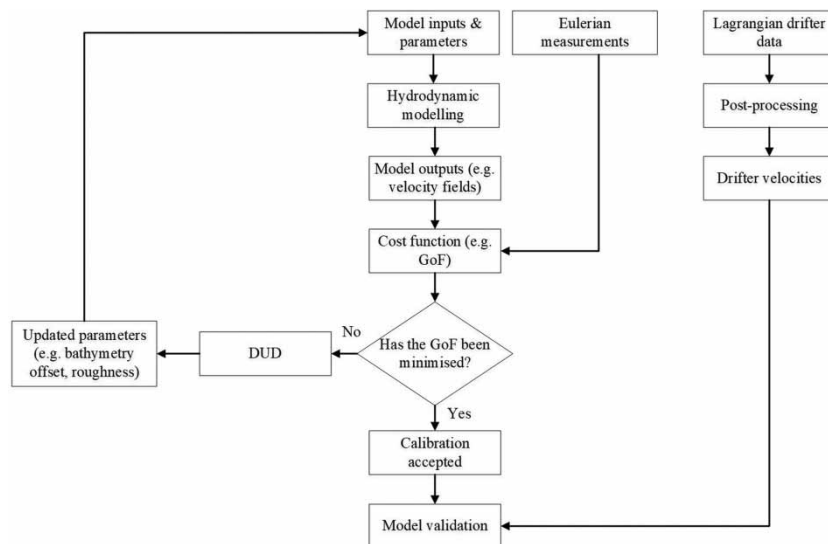 Model inputs &
parameters
Eulerian
measurements
Lagrangian drifter
data
Hydrodynamic
modelling
Post-processing
Model outputs (e.g.
velocity fields)
Drifter velocities
Cost function (e.g.
GoF)
Updated parameters
(e.g. bathymetry
offset, roughness)
DUD
No
Has the GoF been
minimised?
Yes
Calibration
accepted
Model validation